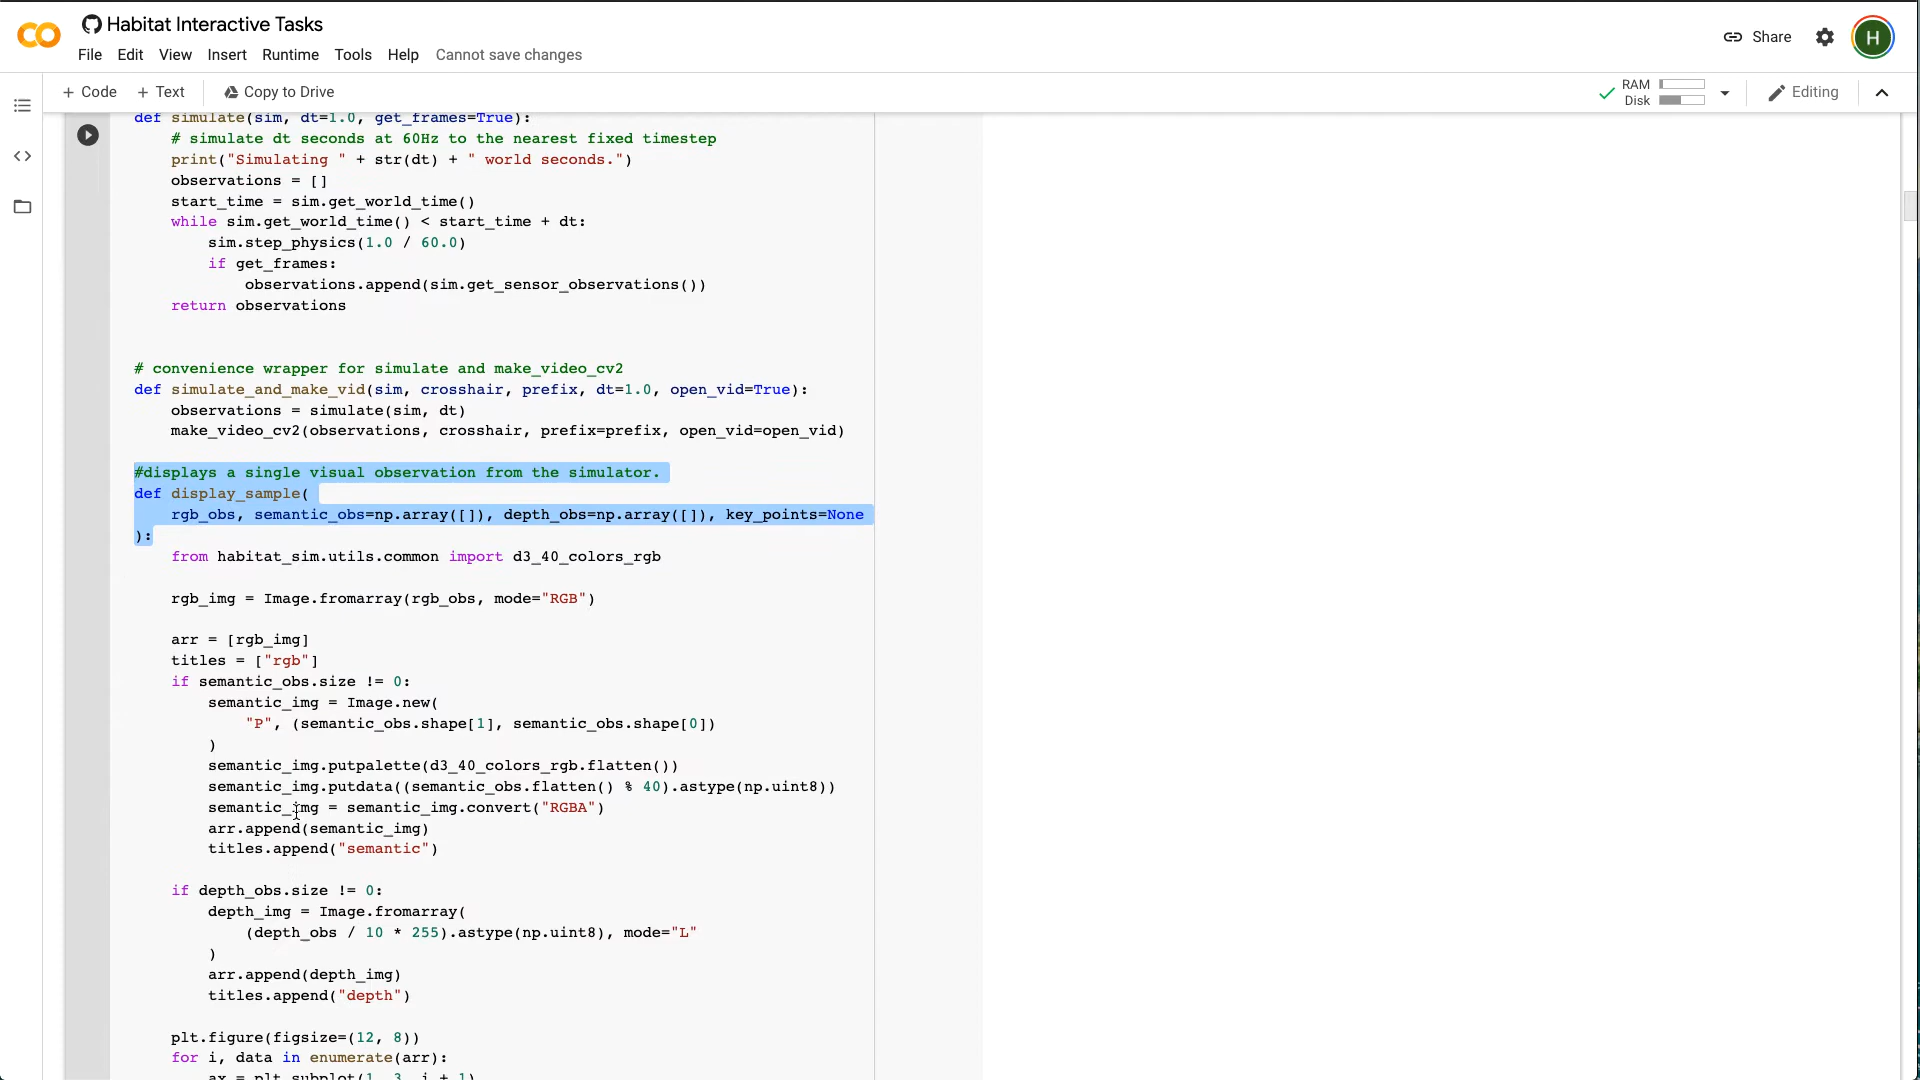 Habitat Interactive Tasks
File Edit View Insert Runtime Tools Help Cannot save changes
Share
H
+ Code + Text Copy to Drive
RAM
Disk
Editing
def simulate(sim, dt=1.0, get_frames=True):
    # simulate dt seconds at 60Hz to the nearest fixed timestep
    print("Simulating " + str(dt) + " world seconds.")
    observations = []
    start_time = sim.get_world_time()
    while sim.get_world_time() < start_time + dt:
        sim.step_physics(1.0 / 60.0)
        if get_frames:
            observations.append(sim.get_sensor_observations())
    return observations
# convenience wrapper for simulate and make_video_cv2
def simulate_and_make_vid(sim, crosshair, prefix, dt=1.0, open_vid=True):
    observations = simulate(sim, dt)
    make_video_cv2(observations, crosshair, prefix=prefix, open_vid=open_vid)
#displays a single visual observation from the simulator.
def display_sample(
    rgb_obs, semantic_obs=np.array([]), depth_obs=np.array([]), key_points=None
):
    from habitat_sim.utils.common import d3_40_colors_rgb
    rgb_img = Image.fromarray(rgb_obs, mode="RGB")
    arr = [rgb_img]
    titles = ["rgb"]
    if semantic_obs.size != 0:
        semantic_img = Image.new(
            "P", (semantic_obs.shape[1], semantic_obs.shape[0])
        )
        semantic_img.putpalette(d3_40_colors_rgb.flatten())
        semantic_img.putdata((semantic_obs.flatten() % 40).astype(np.uint8))
        semantic_img = semantic_img.convert("RGBA")
        arr.append(semantic_img)
        titles.append("semantic")
    if depth_obs.size != 0:
        depth_img = Image.fromarray(
            (depth_obs / 10 * 255).astype(np.uint8), mode="L"
        )
        arr.append(depth_img)
        titles.append("depth")
    plt.figure(figsize=(12, 8))
    for i, data in enumerate(arr):
        ax = plt.subplot(1, 3, i + 1)